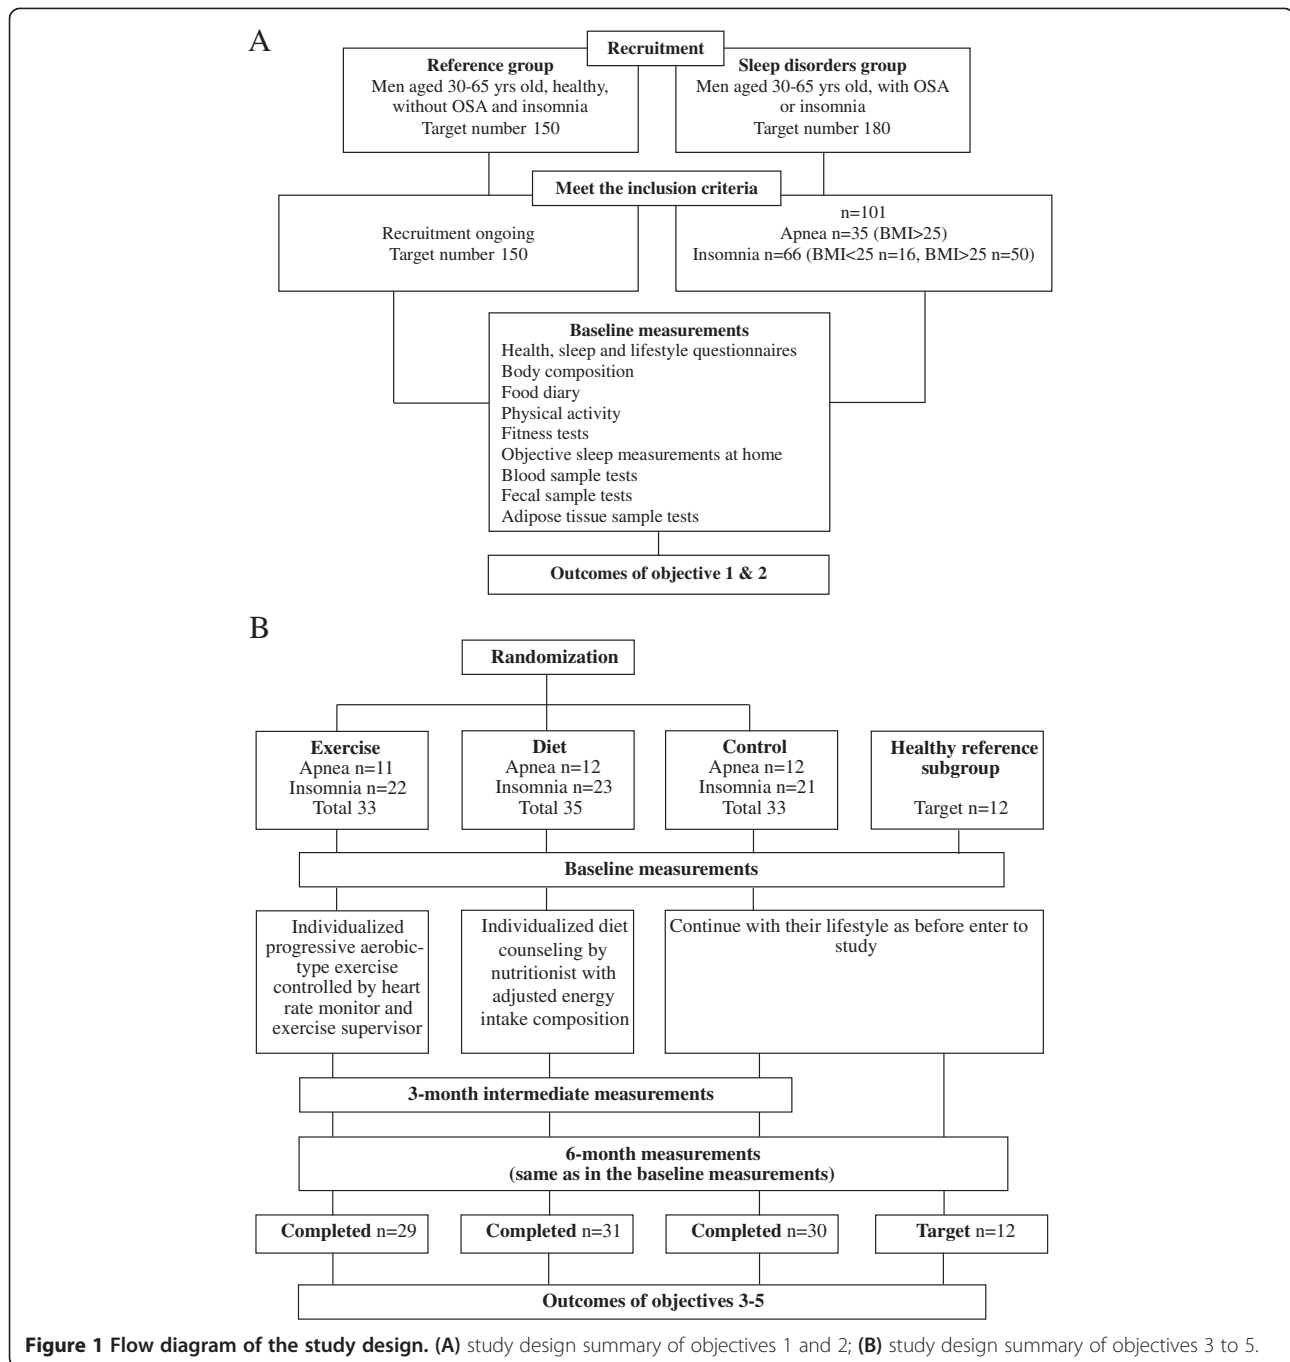 A
Recruitment
Reference group
Men aged 30-65 yrs old, healthy,
without OSA and insomnia
Target number 150
Sleep disorders group
Men aged 30-65 yrs old, with OSA
or insomnia
Target number 180
Meet the inclusion criteria
Recruitment ongoing
Target number 150
n=101
Apnea n=35 (BMI>25)
Insomnia n=66 (BMI<25 n=16, BMI>25 n=50)
Baseline measurements
Health, sleep and lifestyle questionnaires
Body composition
Food diary
Physical activity
Fitness tests
Objective sleep measurements at home
Blood sample tests
Fecal sample tests
Adipose tissue sample tests
Outcomes of objective 1 & 2
B
Randomization
Exercise
Apnea n=11
Insomnia n=22
Total 33
Diet
Apnea n=12
Insomnia n=23
Total 35
Control
Apnea n=12
Insomnia n=21
Total 33
Healthy reference
subgroup
Target n=12
Baseline measurements
Individualized
progressive aerobic-
type exercise
controlled by heart
rate monitor and
exercise supervisor
Individualized diet
counseling by
nutritionist with
adjusted energy
intake composition
Continue with their lifestyle as before enter to
study
3-month intermediate measurements
6-month measurements
(same as in the baseline measurements)
Completed n=29
Completed n=31
Completed n=30
Target n=12
Outcomes of objectives 3-5
Figure 1 Flow diagram of the study design. (A) study design summary of objectives 1 and 2; (B) study design summary of objectives 3 to 5.